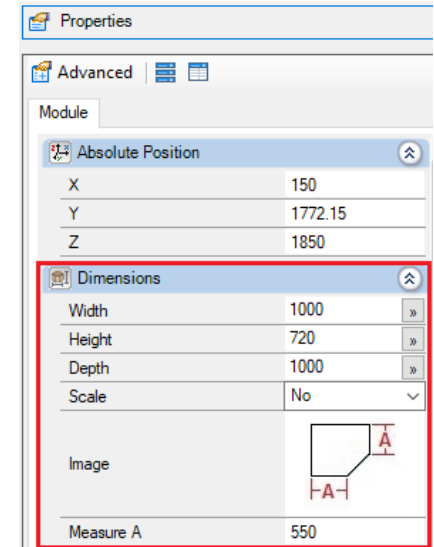 Properties
Advanced
Module
Absolute Position
X 150
Y 1772.15
Z 1850
Dimensions
Width 1000 »
Height 720 »
Depth 1000 »
Scale No
A
Image
A
Measure A 550